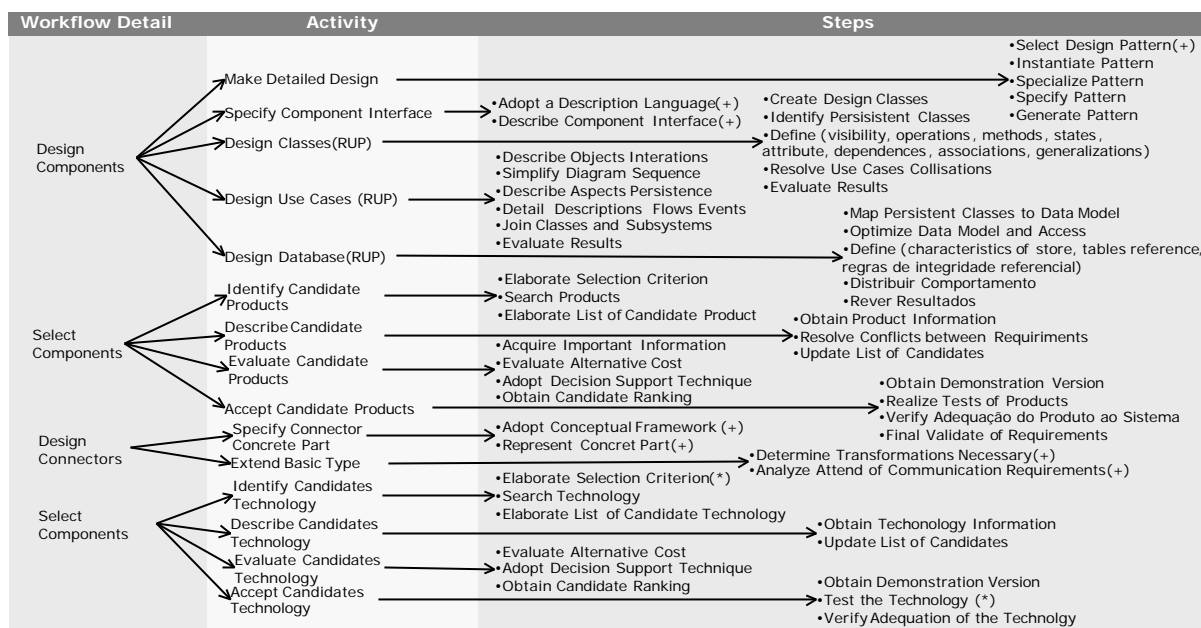 Workflow Detail Activity Steps
Design
Components
Make Detailed Design
•Select Design Pattern(+)
•Instantiate Pattern
•Specialize Pattern
•Specify Pattern
•Generate Pattern
Specify Component Interface
•Adopt a Description Language(+)
•Describe Component Interface(+)
Design Classes(RUP)
•Create Design Classes
•Identify Persisistent Classes
•Define (visibility, operations, methods, states,
attribute, dependences, associations, generalizations)
•Resolve Use Cases Collisations
•Evaluate Results
Design Use Cases (RUP)
•Describe Objects Interations
•Simplify Diagram Sequence
•Describe Aspects Persistence
•Detail Descriptions Flows Events
•Join Classes and Subsystems
•Evaluate Results
Design Database(RUP)
•Map Persistent Classes to Data Model
•Optimize Data Model and Access
•Define (characteristics of store, tables reference,
regras de integridade referencial)
•Distribuir Comportamento
•Rever Resultados
Select
Components
Identify Candidate
Products
•Elaborate Selection Criterion
•Search Products
•Elaborate List of Candidate Product
Describe Candidate
Products
•Obtain Product Information
•Resolve Conflicts between Requiriments
•Update List of Candidates
Evaluate Candidate
Products
•Acquire Important Information
•Evaluate Alternative Cost
•Adopt Decision Support Technique
•Obtain Candidate Ranking
Accept Candidate Products
•Obtain Demonstration Version
•Realize Tests of Products
•Verify Adequação do Produto ao Sistema
•Final Validate of Requirements
Design
Connectors
Specify Connector
Concrete Part
•Adopt Conceptual Framework (+)
•Represent Concret Part(+)
Extend Basic Type
•Determine Transformations Necessary(+)
•Analyze Attend of Communication Requirements(+)
Select
Components
Identify Candidates
Technology
•Elaborate Selection Criterion(*)
•Search Technology
•Elaborate List of Candidate Technology
Describe Candidates
Technology
•Obtain Techonology Information
•Update List of Candidates
Evaluate Candidates
Technology
•Evaluate Alternative Cost
•Adopt Decision Support Technique
•Obtain Candidate Ranking
Accept Candidates
Technology
•Obtain Demonstration Version
•Test the Technology (*)
•Verify Adequation of the Technolgy